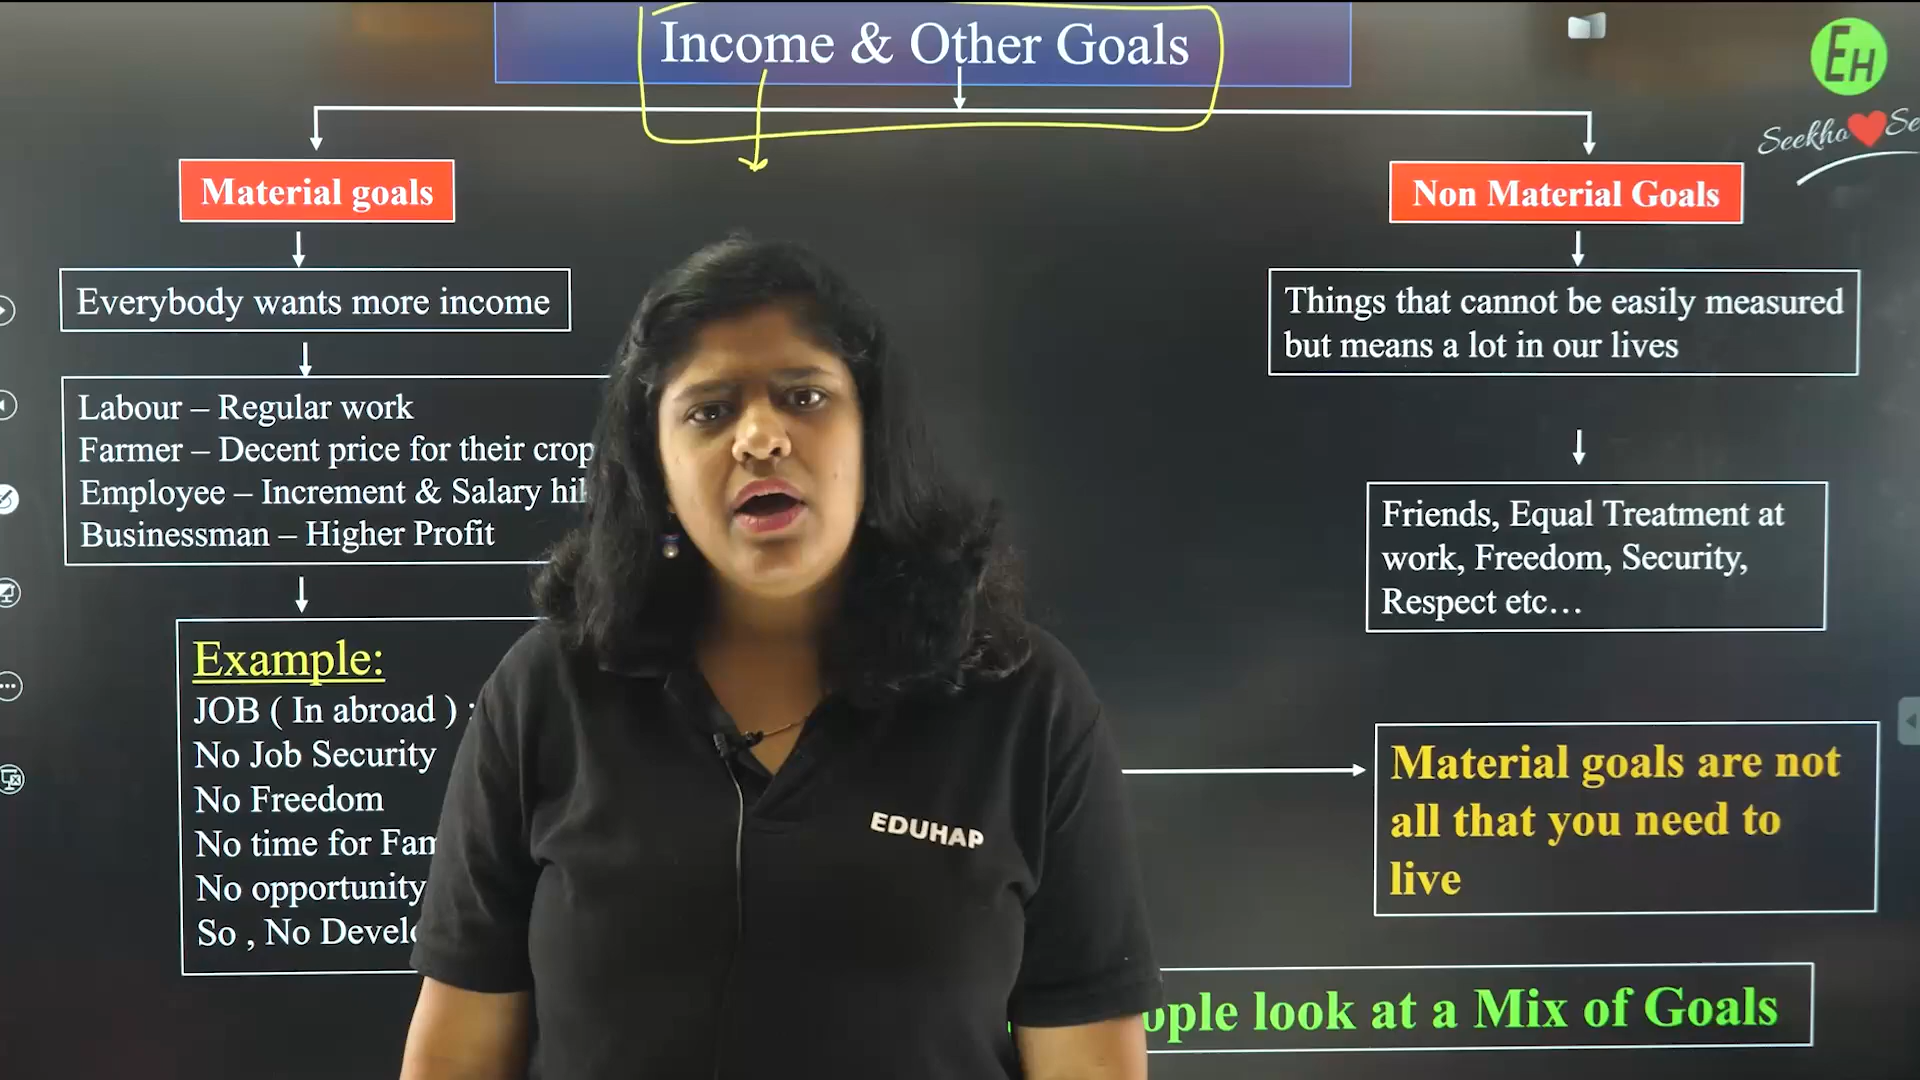 Income & Other Goals
EH
Seekho
Material goals
Non Material Goals
Everybody wants more income
Things that cannot be easily measured
but means a lot in our lives
Labour – Regular work
Farmer – Decent price for their crop
Employee – Increment & Salary
Businessman – Higher Profit
Friends, Equal Treatment at
work, Freedom, Security,
Respect etc...
Example:
JOB ( In abroad ) :
No Job Security
No Freedom
No time for
No opportunity
So , No
Material goals are not
all that you need to
live
look at a Mix of Goals
EDUHAP